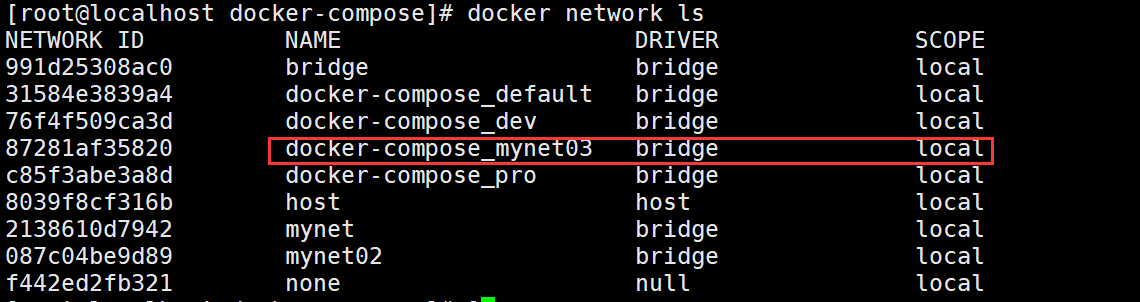 [root@localhost docker-compose]# docker network ls
NETWORK ID NAME DRIVER SCOPE
991d25308ac0 bridge bridge local
31584e3839a4 docker-compose_default bridge local
76f4f509ca3d docker-compose_dev bridge local
87281af35820 docker-compose_mynet03 bridge local
c85f3abe3a8d docker-compose_pro bridge local
8039f8cf316b host host local
2138610d7942 mynet bridge local
087c04be9d89 mynet02 bridge local
f442ed2fb321 none null local